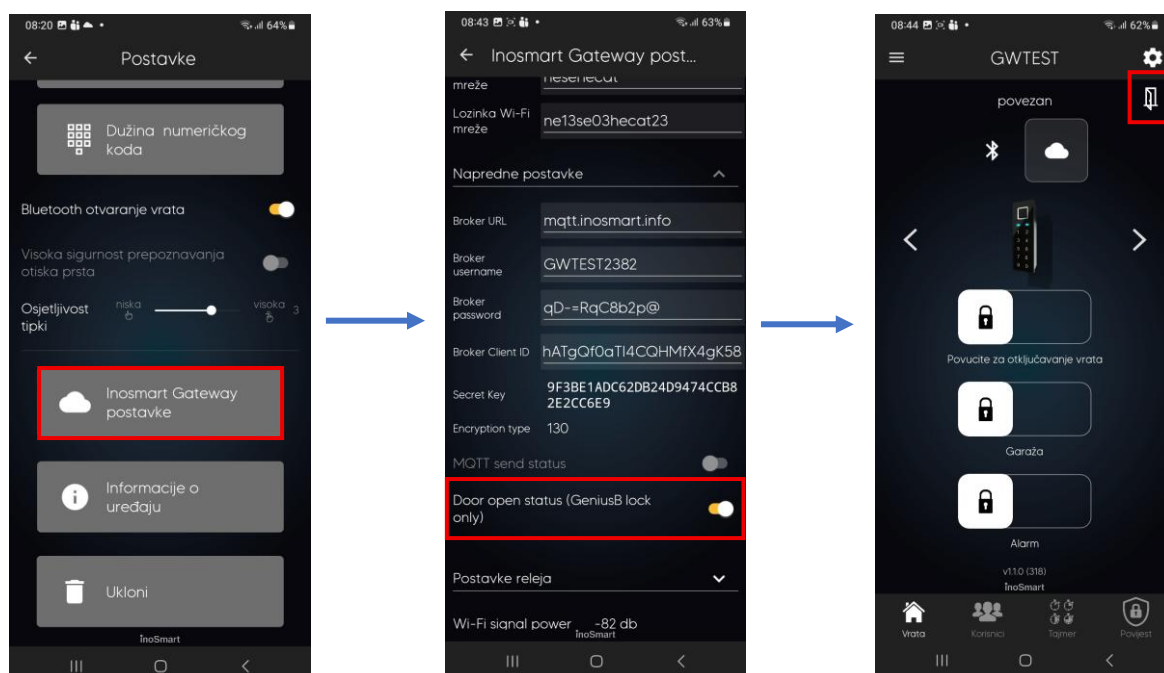 08:20
64%
Postavke
Dužina numeričkog
koda
Bluetooth otvaranje vrata
Visoka sigurnost prepoznavanja
otiska prsta
Osjetljivost
tipki
niska
visoka
3
Inosmart Gateway
postavke
Informacije o
uređaju
Ukloni
inoSmart
08:43
63%
Inosmart Gateway post...
mreže
Lozinka Wi-Fi
mreže
ne13se03hecat23
Napredne postavke
Broker URL
mqtt.inosmart.info
Broker
username
GWTEST2382
Broker
password
qD-=RqC8b2p@
Broker Client ID
hATgQf0aTI4CQHMfX4gK58
Secret Key
9F3BE1ADC62DB24D9474CCB8
2E2CC6E9
Encryption type
130
MQTT send status
Door open status (GeniusB lock
only)
Postavke releja
Wi-Fi signal power
-82 db
inoSmart
08:44
62%
GWTEST
povezan
Povucite za otključavanje vrata
Garaža
Alarm
v1.1.0 (318)
inoSmart
Vrata
Korisnici
Tajmer
Povijest